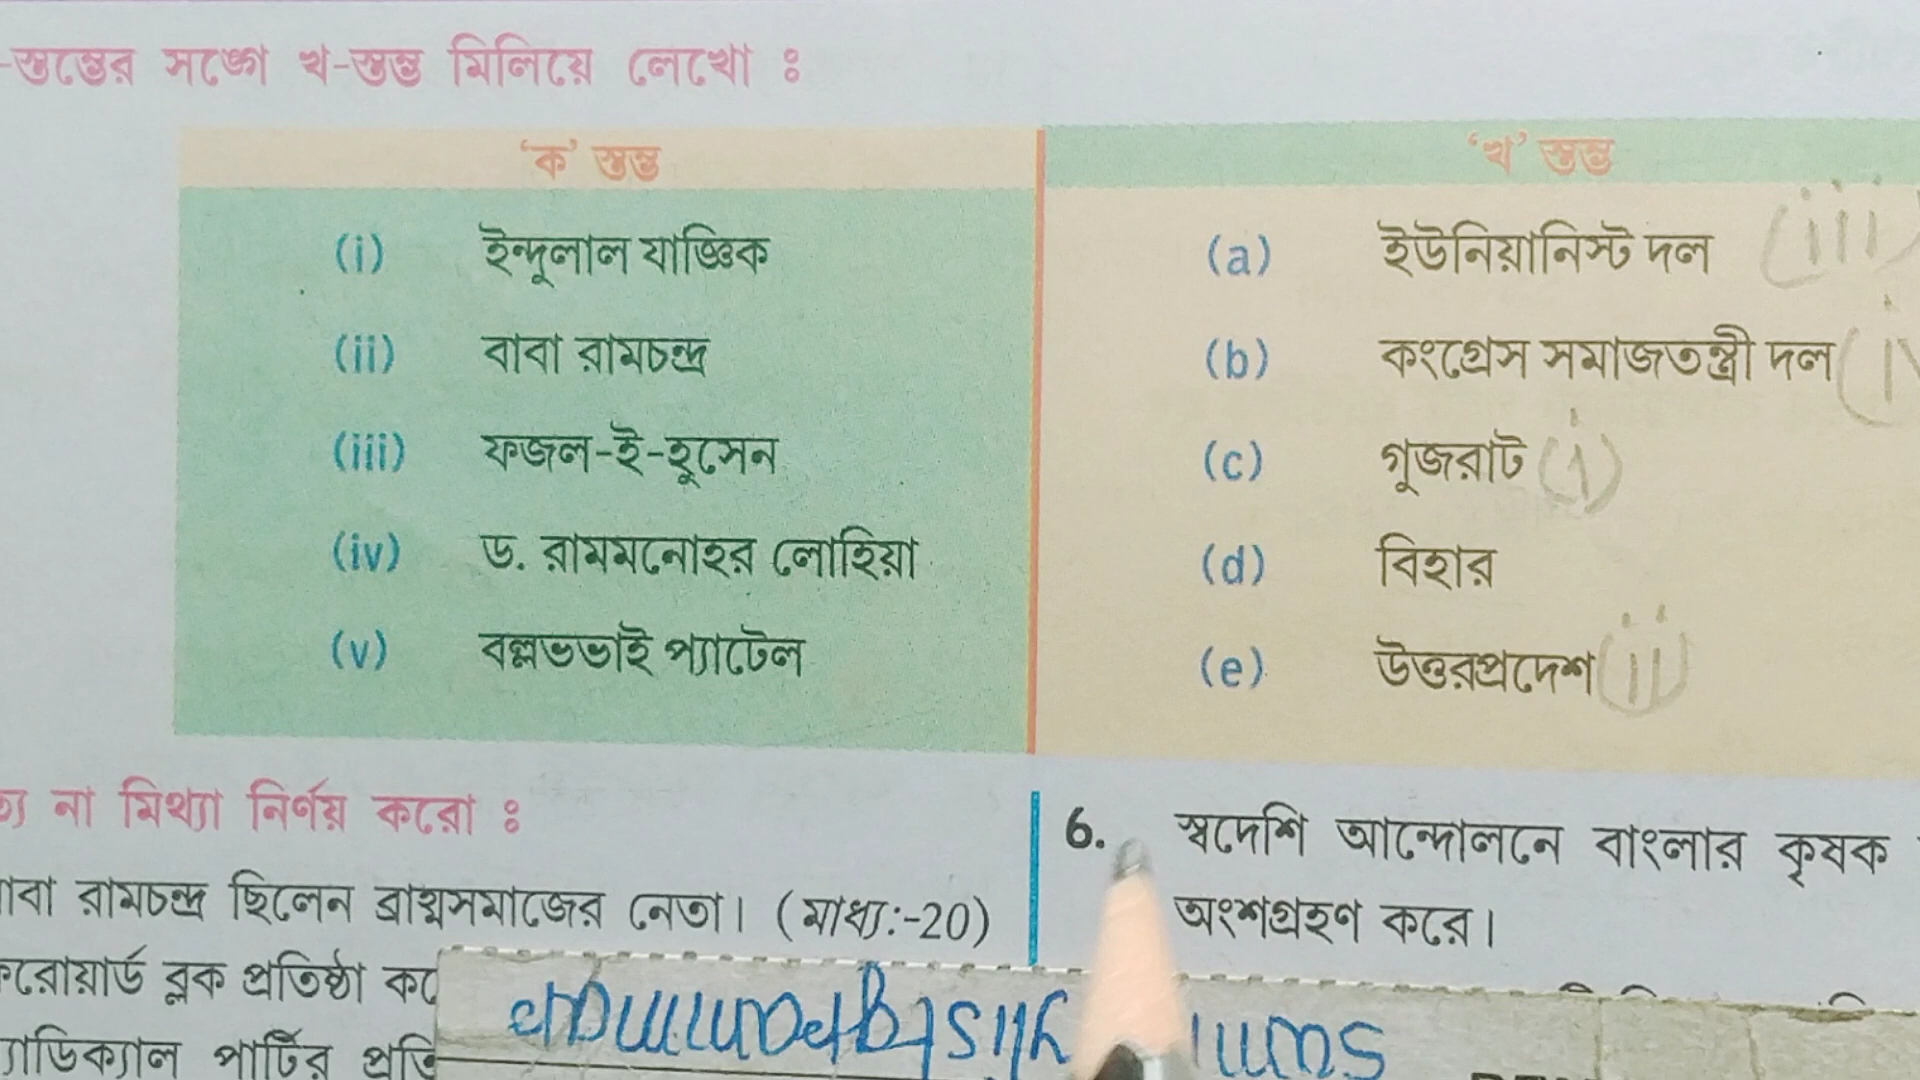 -স্তম্ভের সঙ্গে খ-স্তম্ভ মিলিয়ে লেখো ঃ
'ক' স্তম্ভ
'খ' স্তম্ভ
(i) ইন্দুলাল যাজ্ঞিক
(a) ইউনিয়ানিস্ট দল (iii)
(ii) বাবা রামচন্দ্র
(b) কংগ্রেস সমাজতন্ত্রী দল
(iii) ফজল-ই-হুসেন
(c) গুজরাট (i)
(iv) ড. রামমনোহর লোহিয়া
(d) বিহার
(v) বল্লভভাই প্যাটেল
(e) উত্তরপ্রদেশ (ii)
না মিথ্যা নির্ণয় করো ঃ
রামচন্দ্র ছিলেন ব্রাহ্মসমাজের নেতা। (মাধ্য:-20)
ব্লক প্রতিষ্ঠা
পার্টির
6. স্বদেশি আন্দোলনে বাংলার কৃষক
অংশগ্রহণ করে।